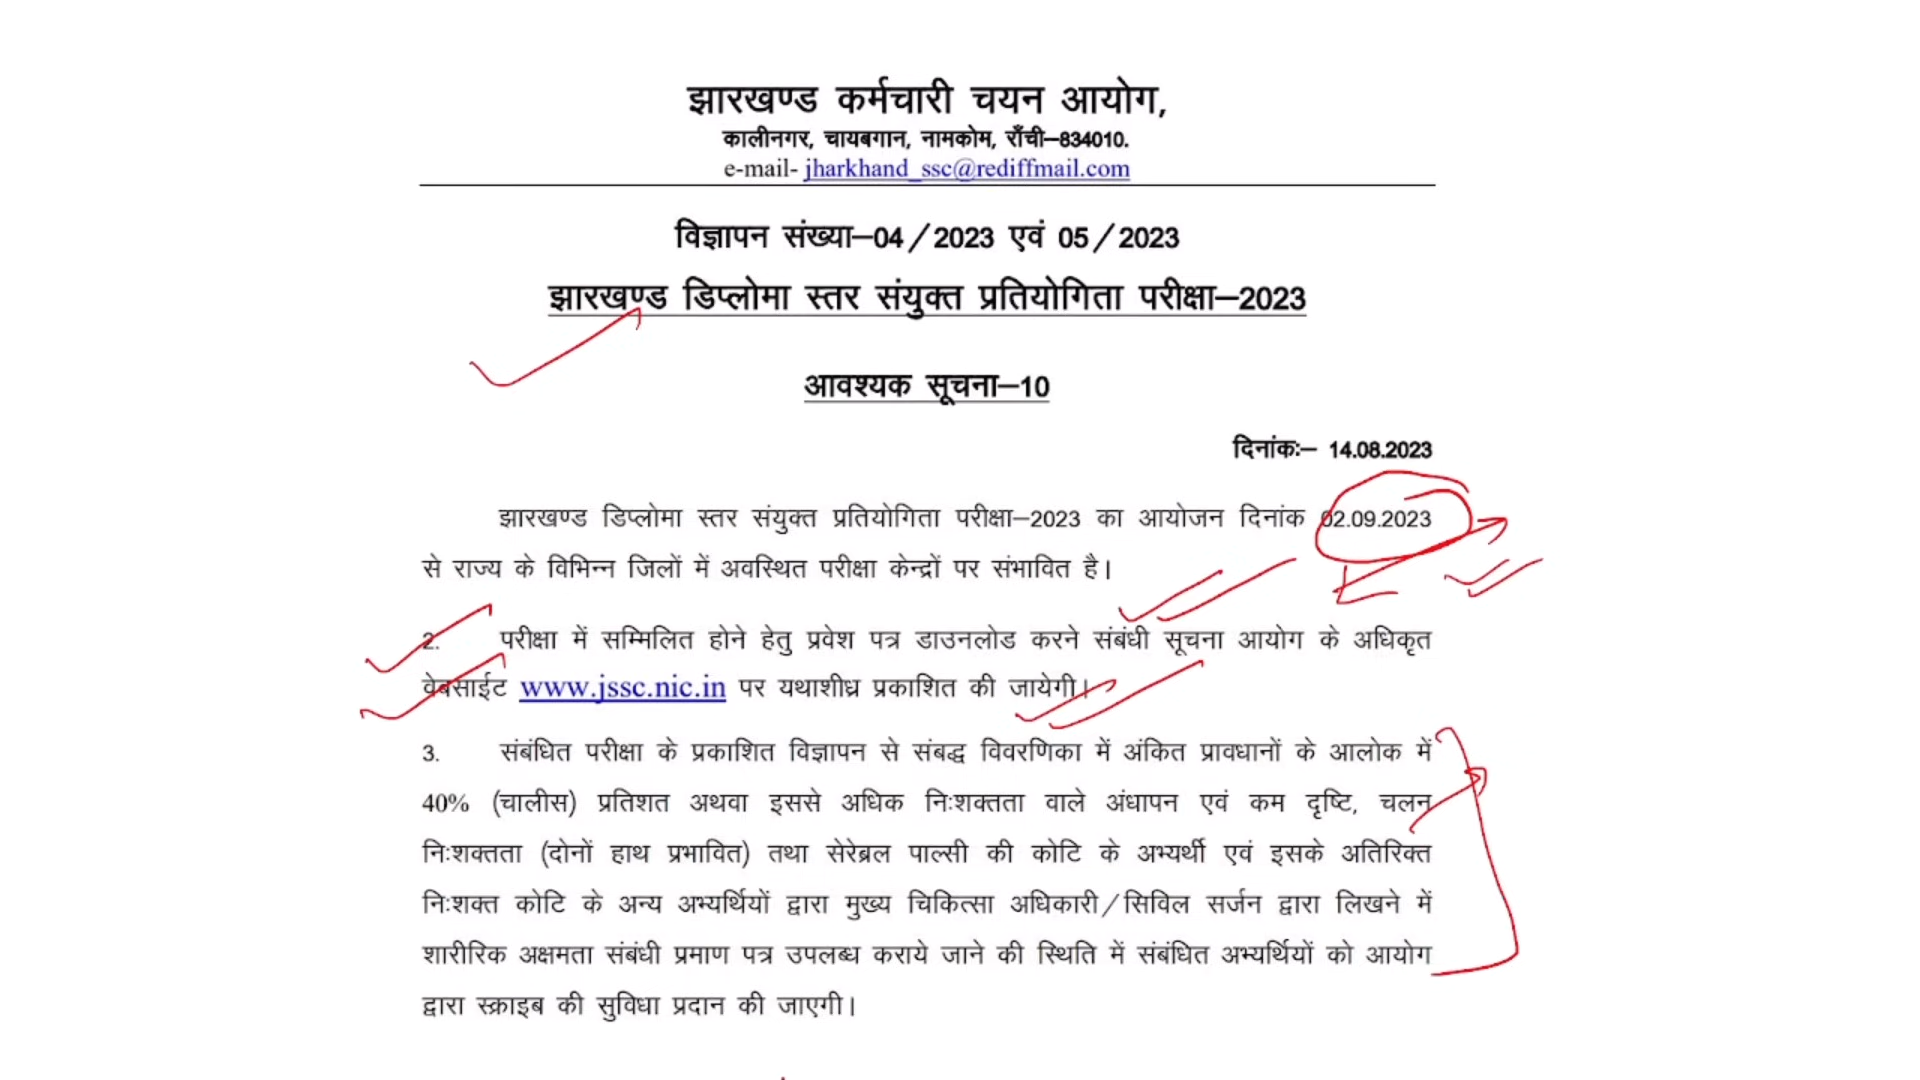 झारखण्ड कर्मचारी चयन आयोग,
कालीनगर, चायबगान, नामकोम, राँची–834010.
e-mail- jharkhand_ssc@rediffmail.com
विज्ञापन संख्या–04/2023 एवं 05/2023
झारखण्ड डिप्लोमा स्तर संयुक्त प्रतियोगिता परीक्षा–2023
आवश्यक सूचना–10
दिनांकः– 14.08.2023
झारखण्ड डिप्लोमा स्तर संयुक्त प्रतियोगिता परीक्षा–2023 का आयोजन दिनांक 02.09.2023
से राज्य के विभिन्न जिलों में अवस्थित परीक्षा केन्द्रों पर संभावित है।
2. परीक्षा में सम्मिलित होने हेतु प्रवेश पत्र डाउनलोड करने संबंधी सूचना आयोग के अधिकृत
वेबसाईट www.jssc.nic.in पर यथाशीघ्र प्रकाशित की जायेगी।
3. संबंधित परीक्षा के प्रकाशित विज्ञापन से संबद्ध विवरणिका में अंकित प्रावधानों के आलोक में
40% (चालीस) प्रतिशत अथवा इससे अधिक निःशक्तता वाले अंधापन एवं कम दृष्टि, चलन
निःशक्तता (दोनों हाथ प्रभावित) तथा सेरेब्रल पाल्सी की कोटि के अभ्यर्थी एवं इसके अतिरिक्त
निःशक्त कोटि के अन्य अभ्यर्थियों द्वारा मुख्य चिकित्सा अधिकारी/सिविल सर्जन द्वारा लिखने में
शारीरिक अक्षमता संबंधी प्रमाण पत्र उपलब्ध कराये जाने की स्थिति में संबंधित अभ्यर्थियों को आयोग
द्वारा स्क्राइब की सुविधा प्रदान की जाएगी।